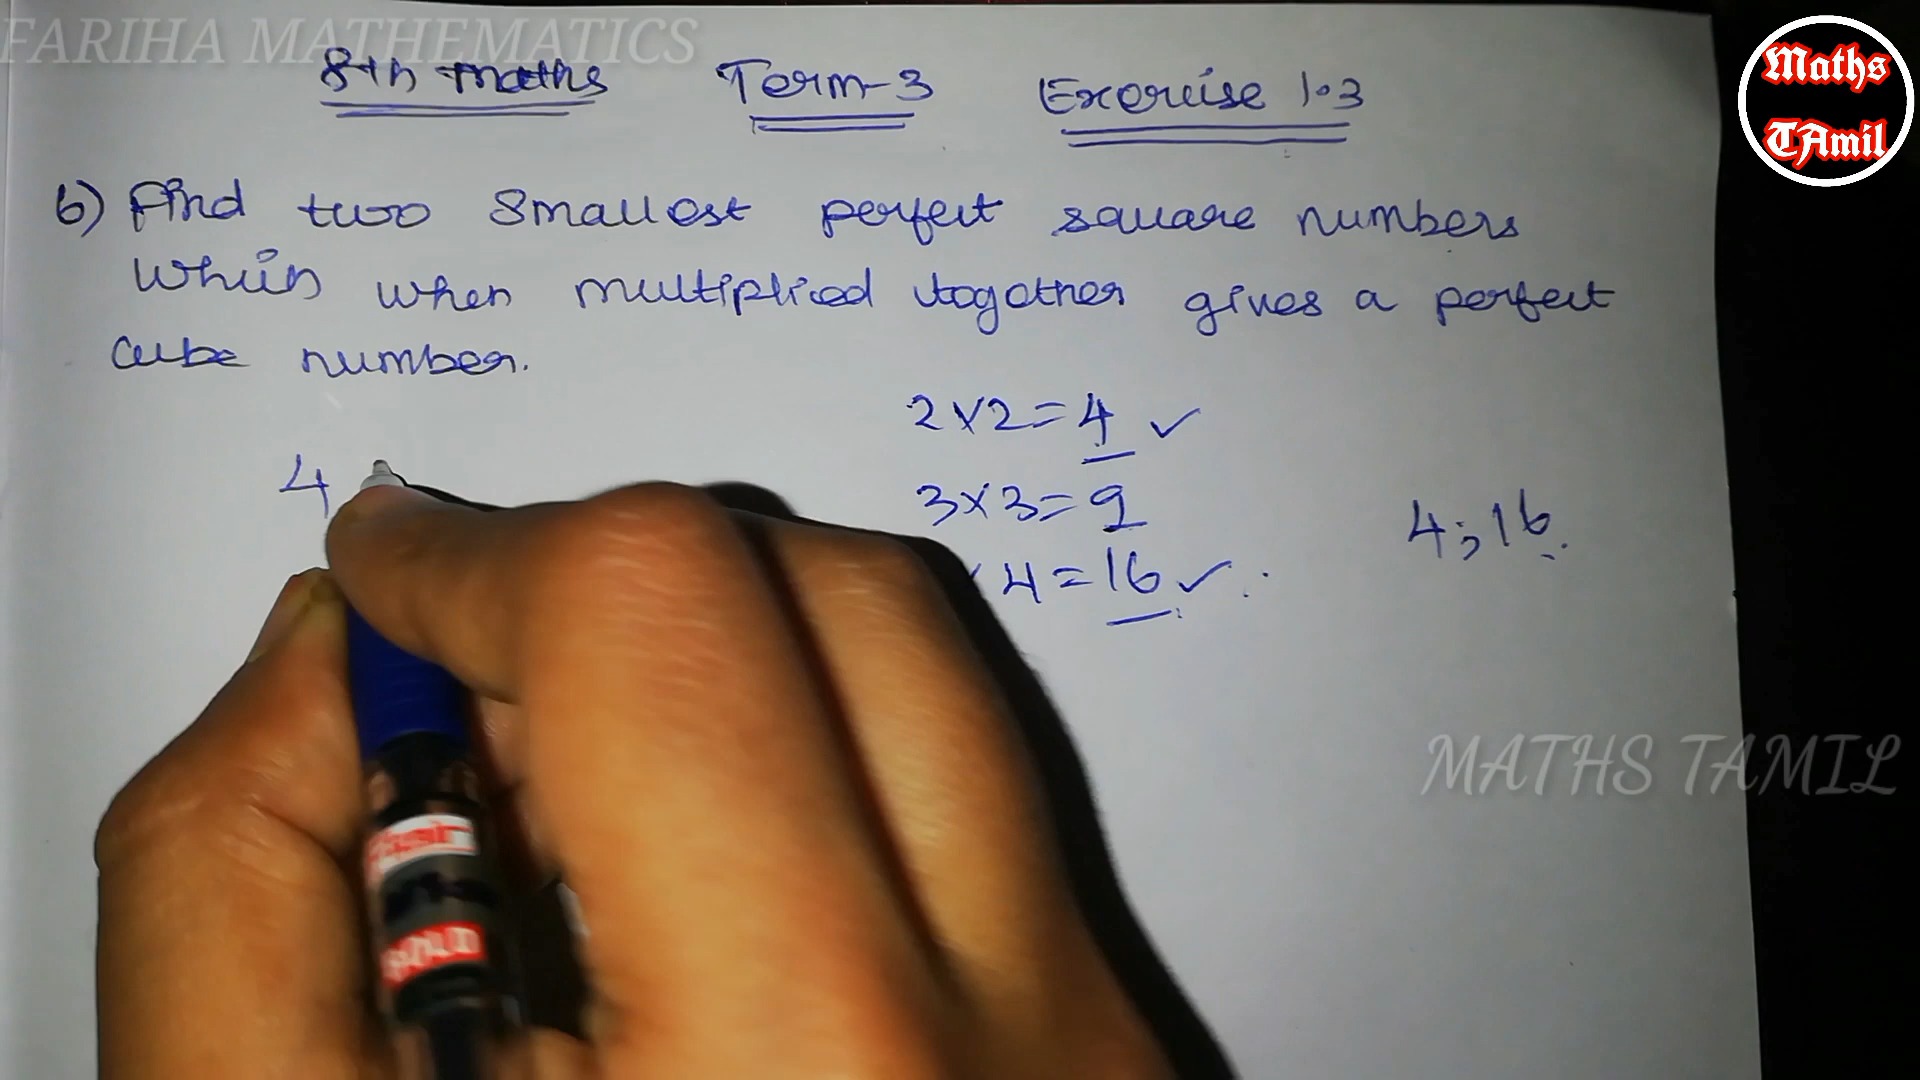 FARIHA MATHEMATICS
8th maths Term-3 Exercise 1.3
Maths
TAmil
6) Find two smallest perfect square numbers
Which when multiplied together gives a perfect
cube number.
2×2=4 ✓
4
3×3=9
4;16
4=16 ✓
MATHS TAMIL